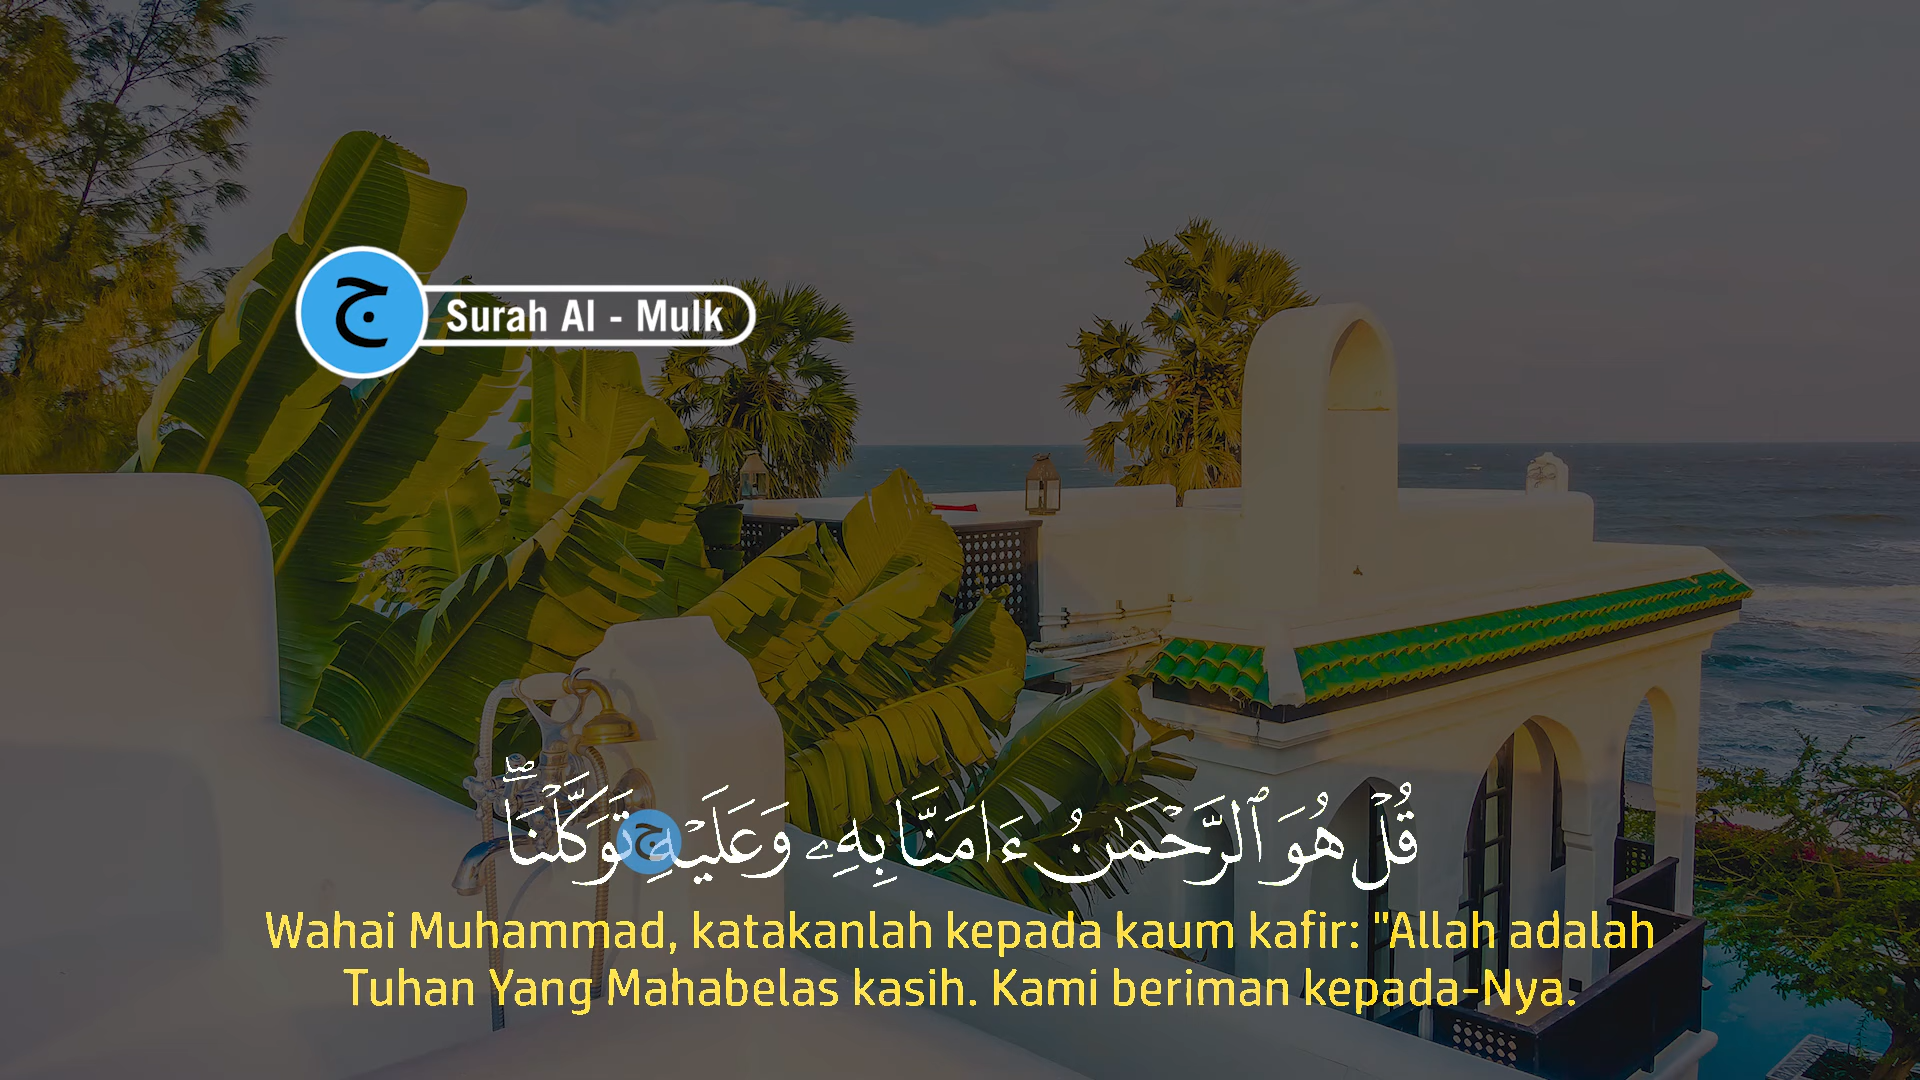 ج
Surah Al - Mulk
قُلْ هُوَ ٱلرَّحْمَـٰنُ ءَامَنَّا بِهِۦ وَعَلَيْهِ تَوَكَّلْنَا ۖ
ج
Wahai Muhammad, katakanlah kepada kaum kafir: "Allah adalah
Tuhan Yang Mahabelas kasih. Kami beriman kepada-Nya.